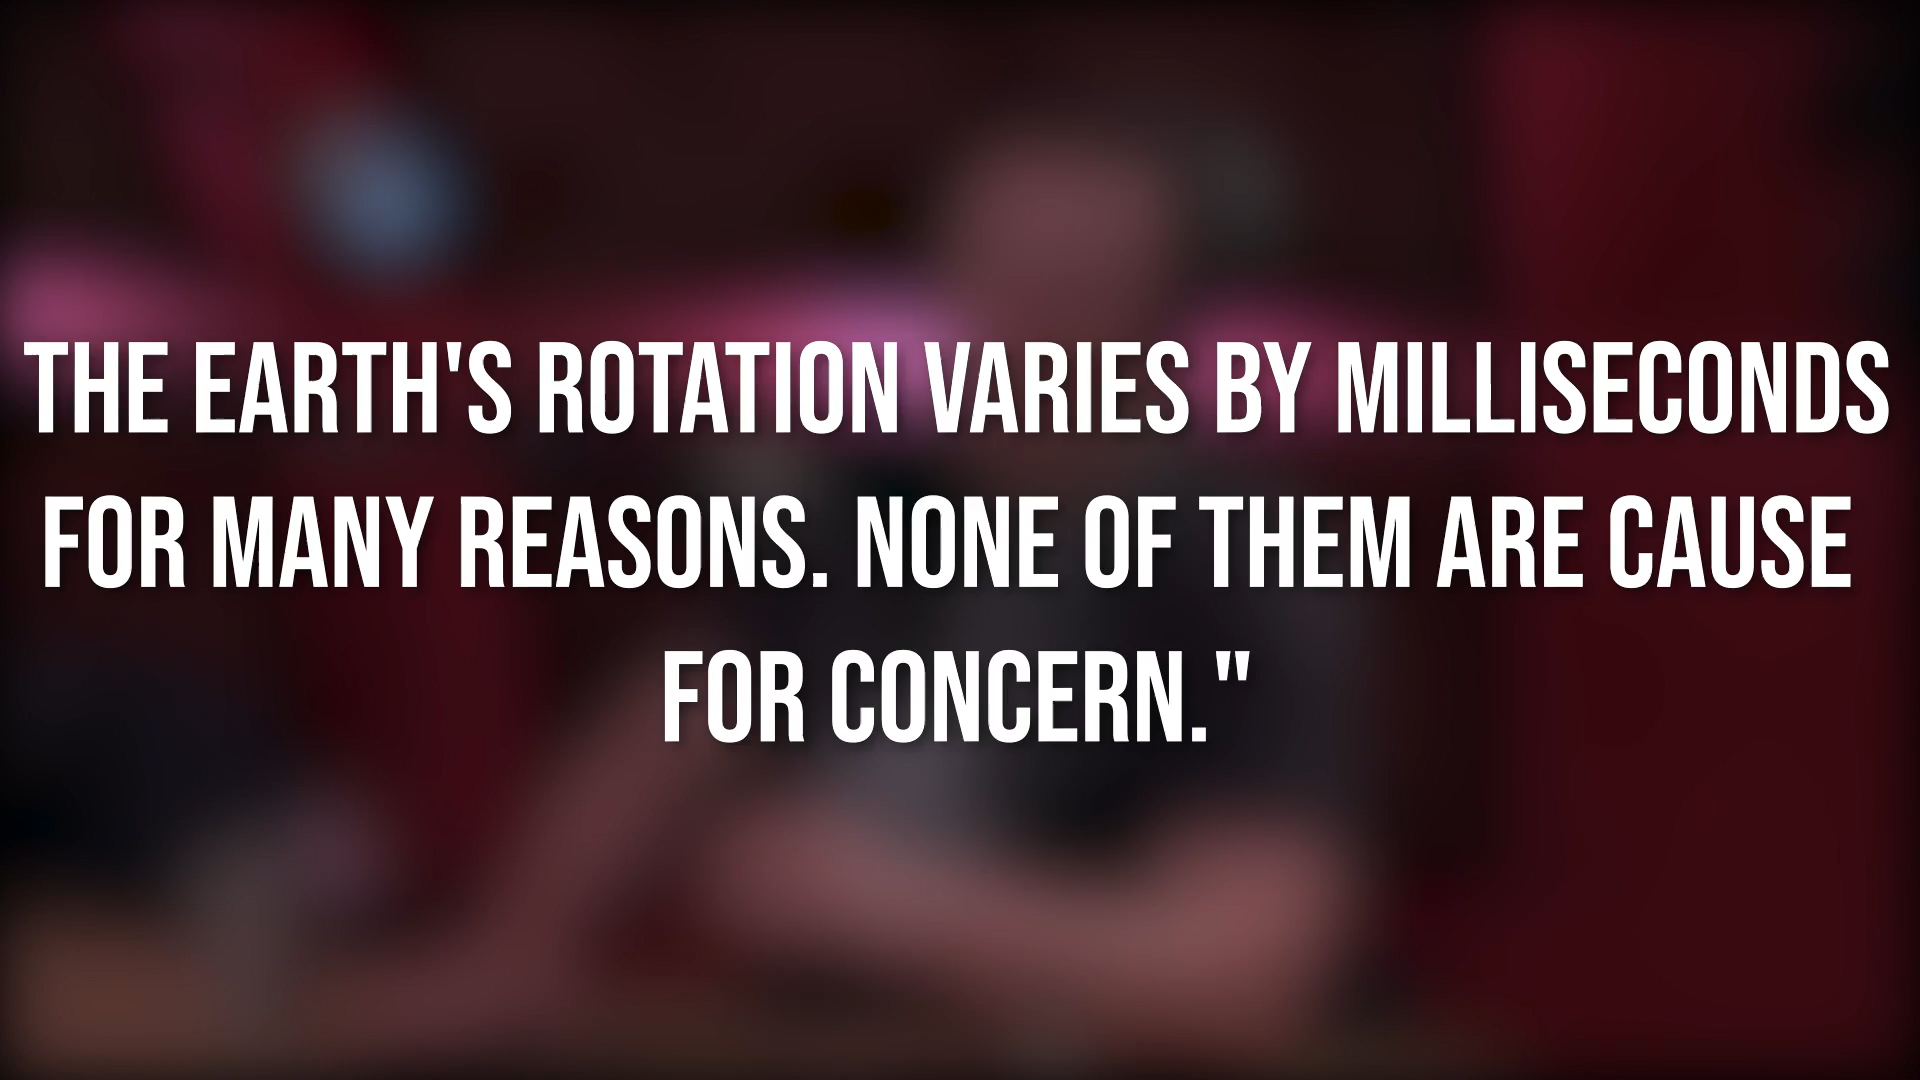 THE EARTH'S ROTATION VARIES BY MILLISECONDS
FOR MANY REASONS. NONE OF THEM ARE CAUSE
FOR CONCERN."